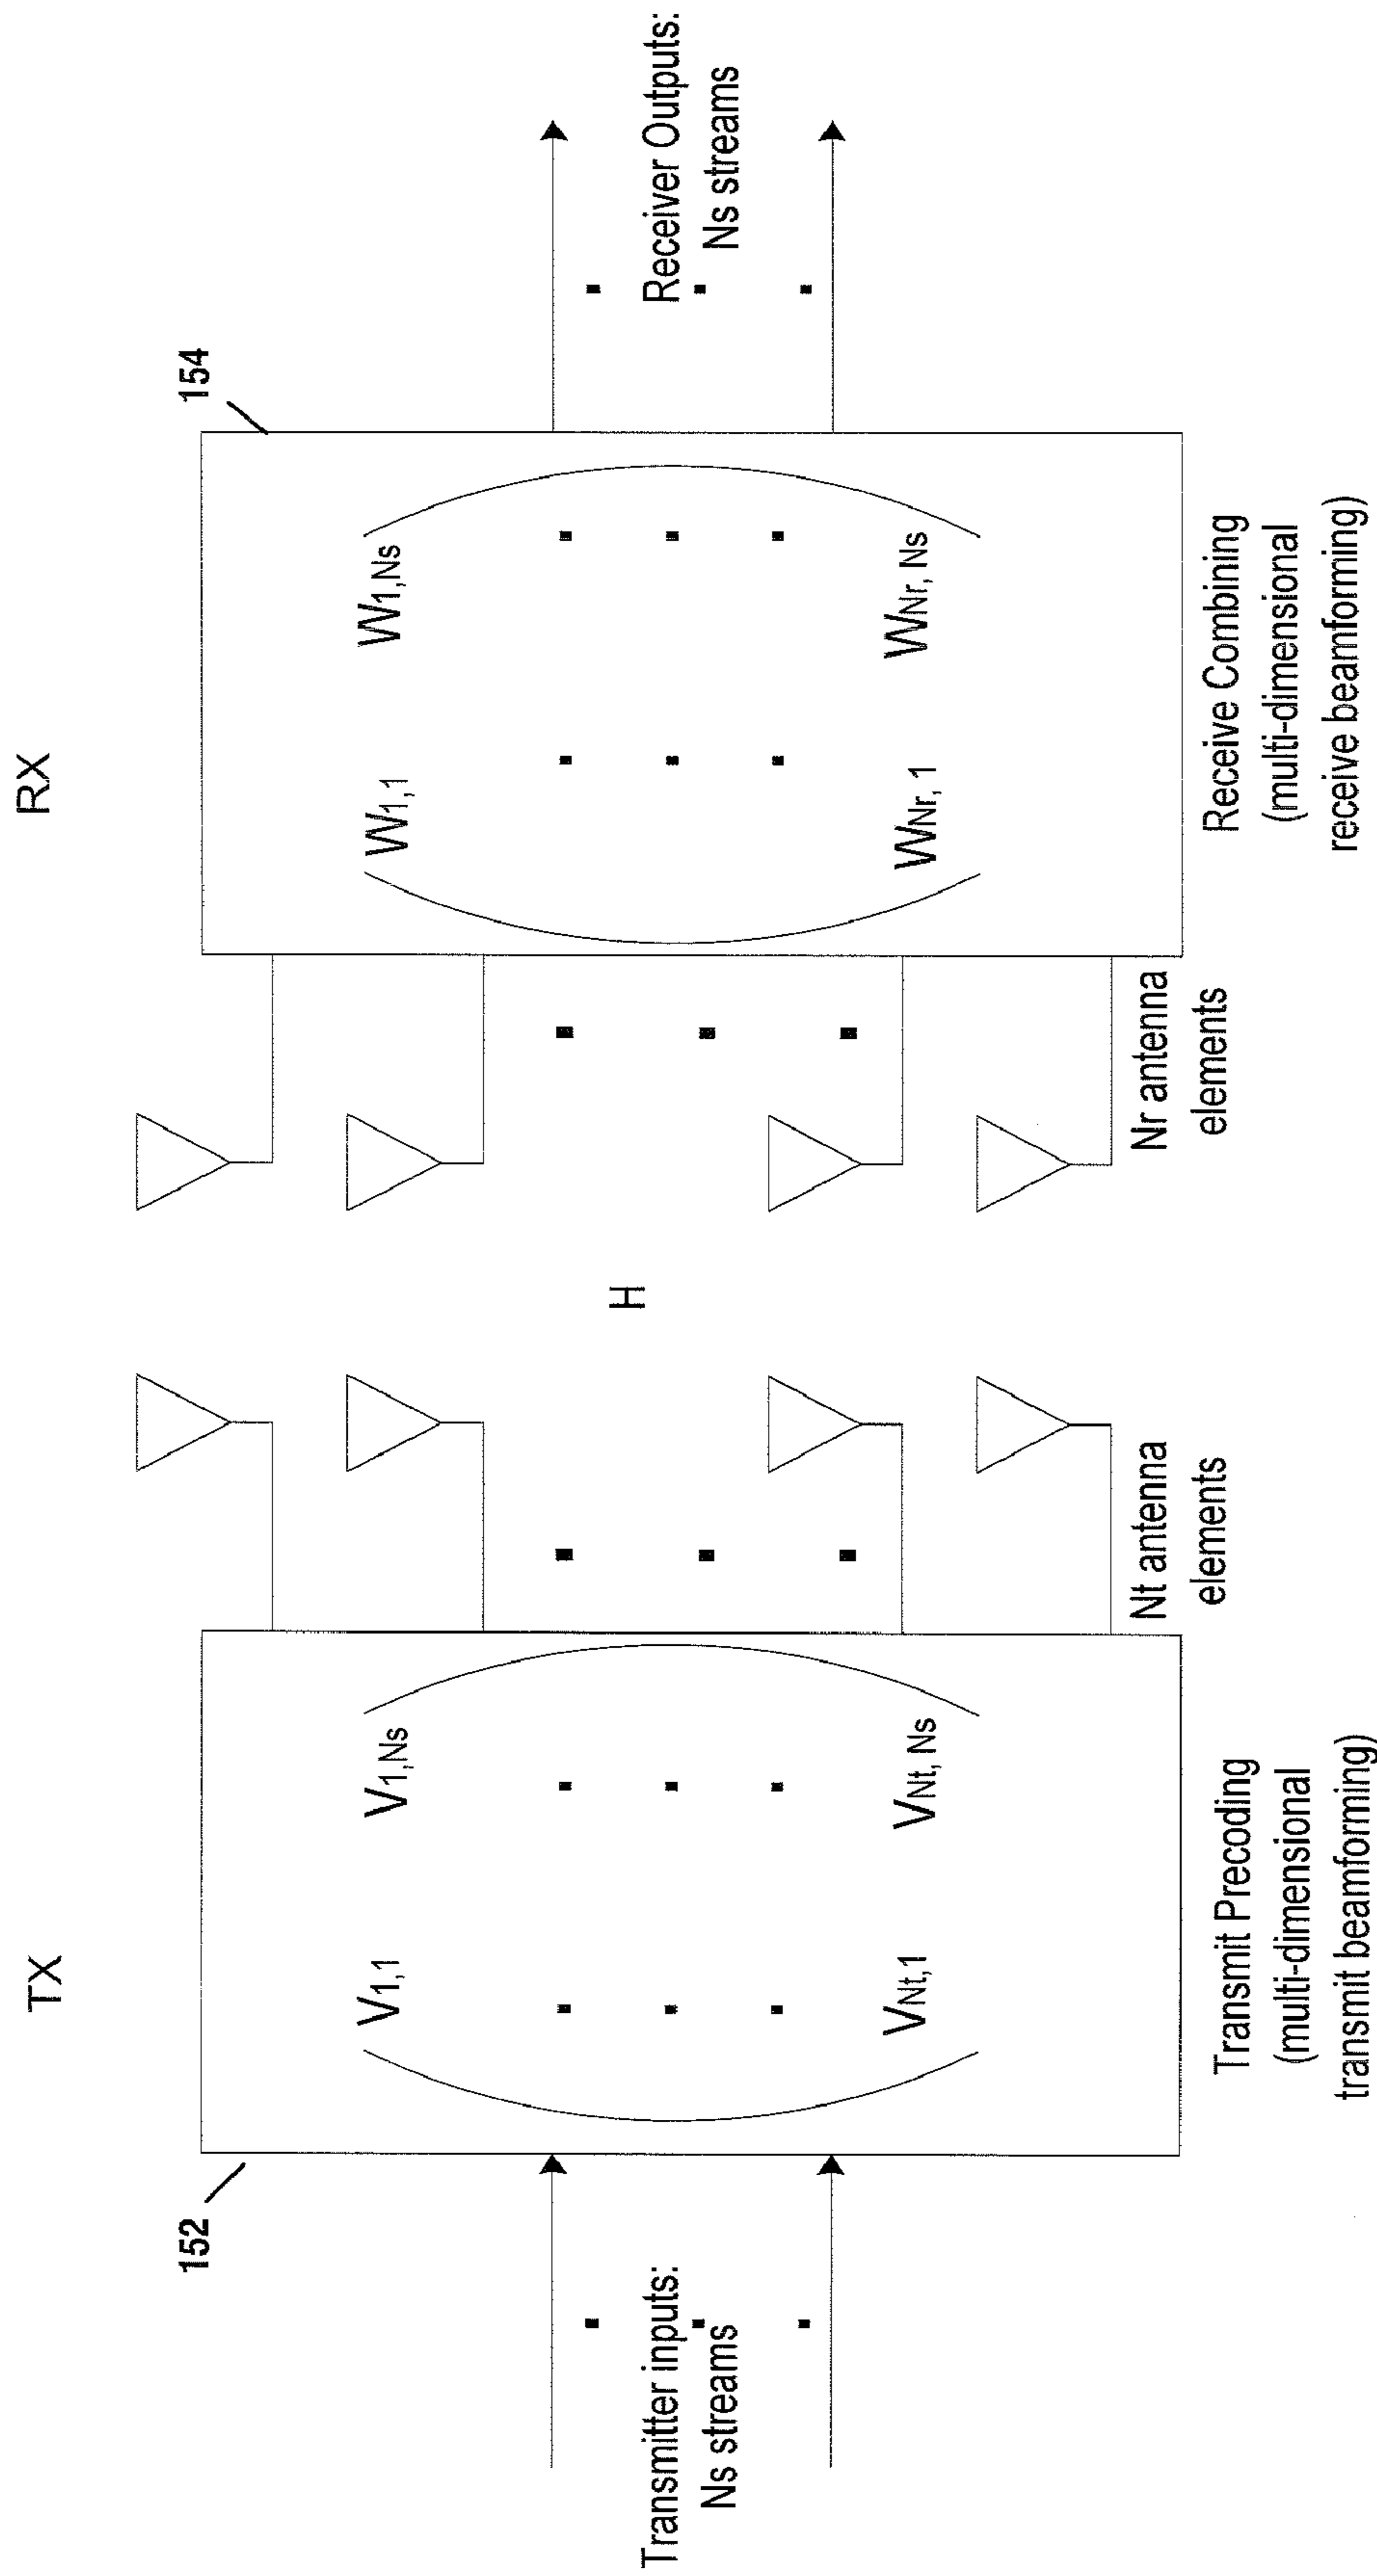 TX
RX
152
154
V1,1
V1,Ns
VNt,1
VNt, Ns
W1,1
W1,Ns
WNr, 1
WNr, Ns
H
Transmitter inputs:
Ns streams
Receiver Outputs:
Ns streams
Nt antenna
elements
Nr antenna
elements
Transmit Precoding
(multi-dimensional
transmit beamforming)
Receive Combining
(multi-dimensional
receive beamforming)